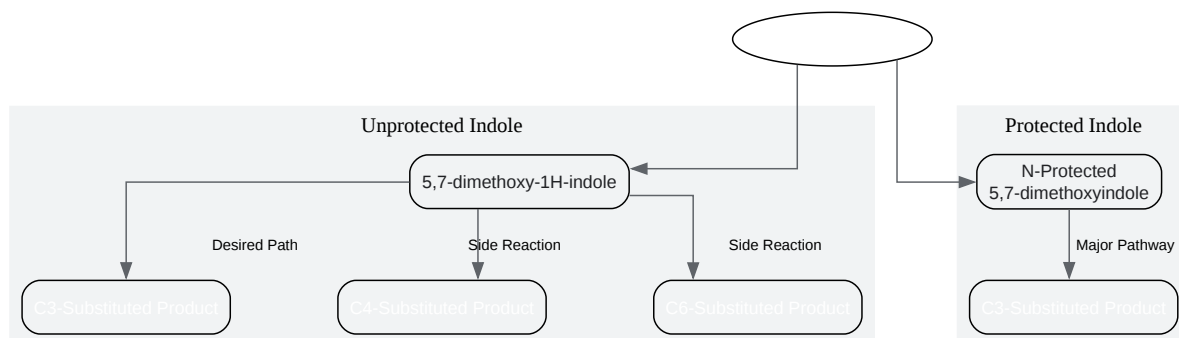 Unprotected Indole
Protected Indole
5,7-dimethoxy-1H-indole
N-Protected
5,7-dimethoxyindole
Desired Path
Side Reaction
Side Reaction
Major Pathway
C3-Substituted Product
C4-Substituted Product
C6-Substituted Product
C3-Substituted Product